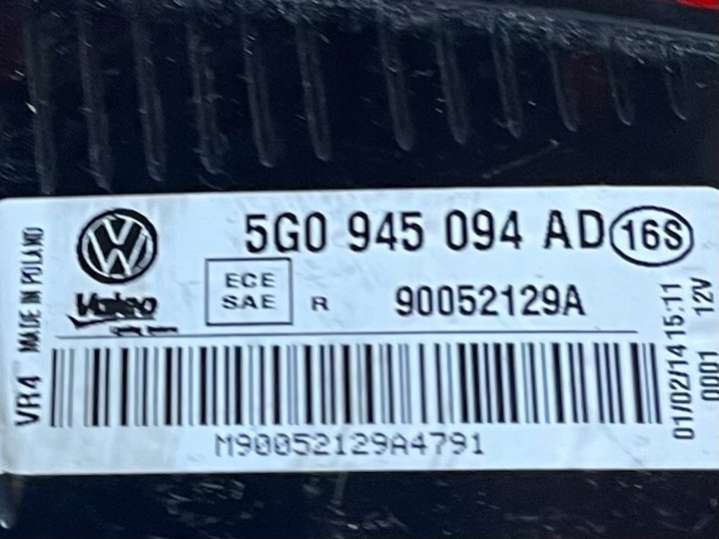 5G0 945 094 AD 16S
ECE
SAE
R
90052129A
Valeo
M90052129A4791
VR4 MADE IN POLAND
01/02/14 15:11
0001 12V